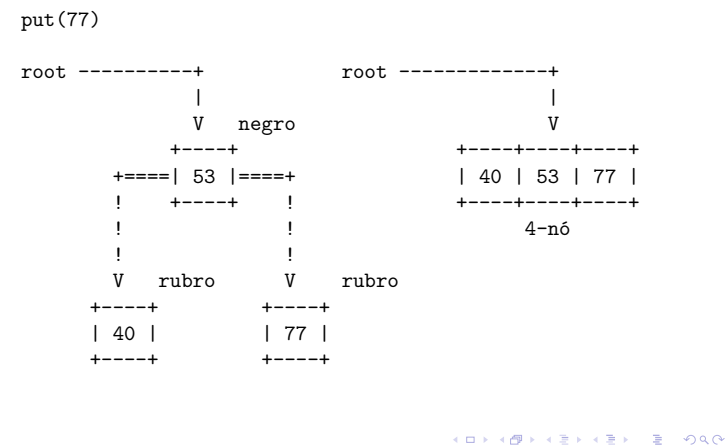 put(77)
root ----------+ root -------------+
| |
V negro V
+----+ +----+----+----+
+====| 53 |====+ | 40 | 53 | 77 |
! +----+ ! +----+----+----+
! ! 4-nó
! !
V rubro V rubro
+----+ +----+
| 40 | | 77 |
+----+ +----+